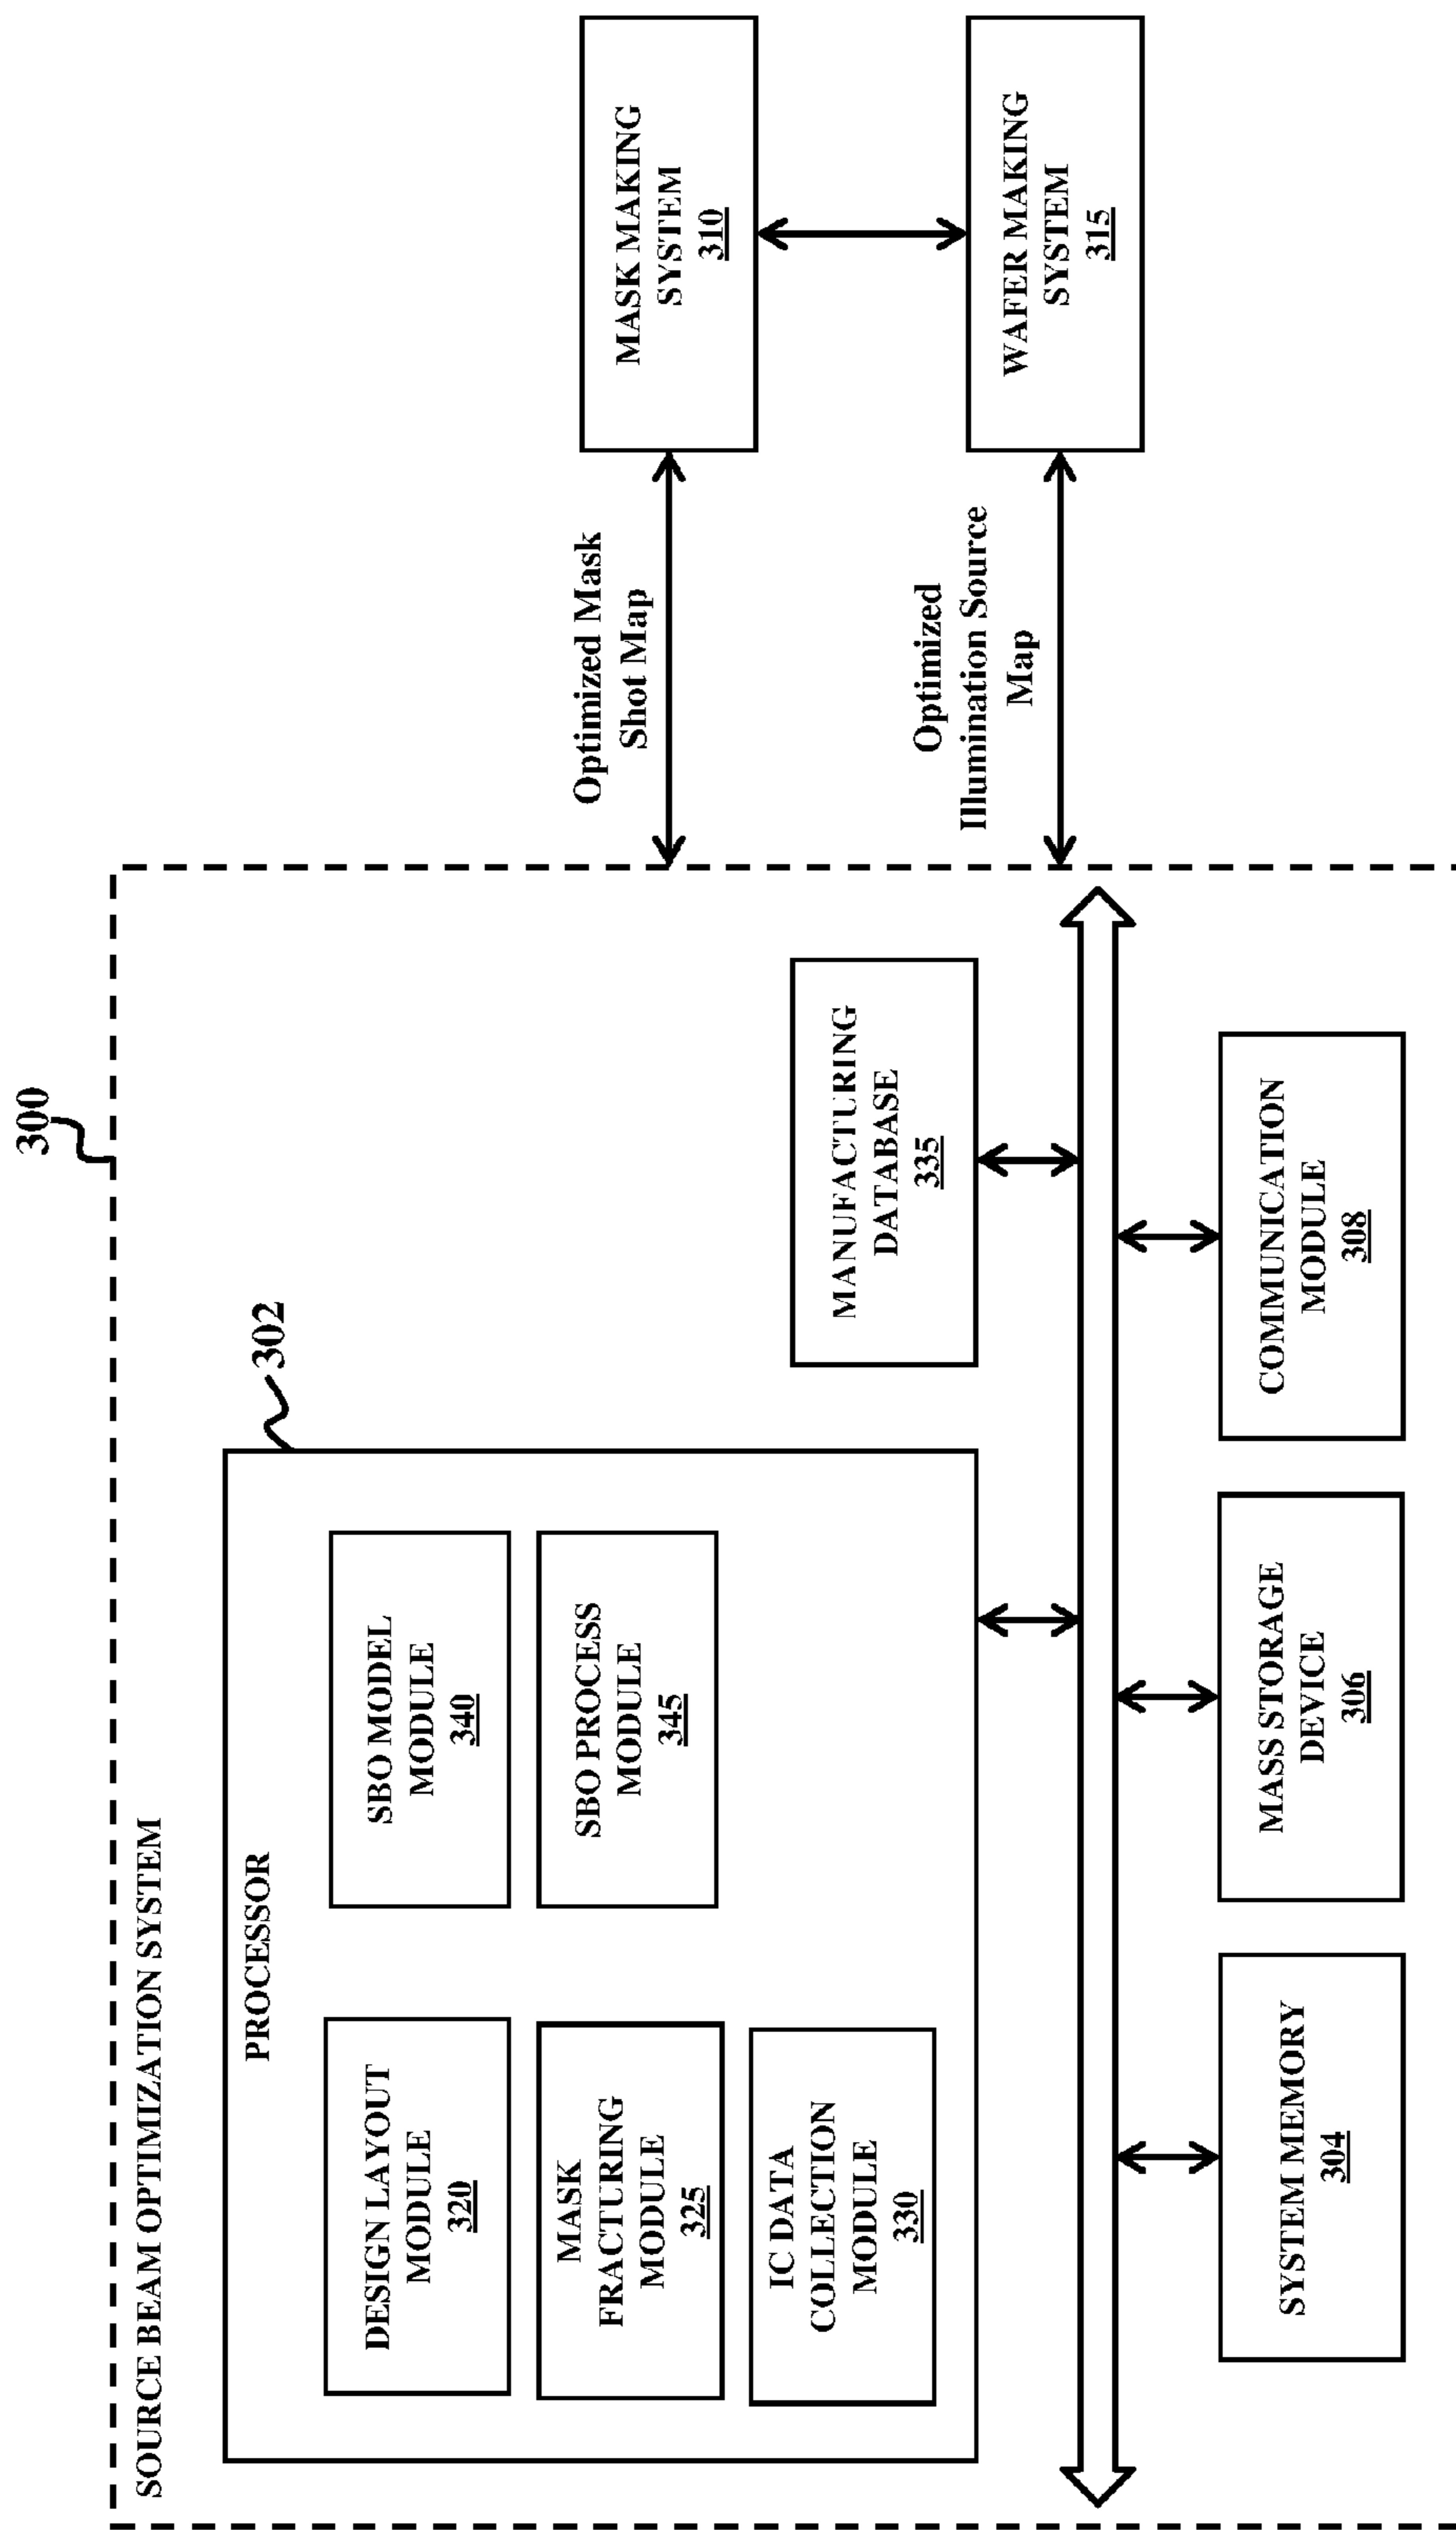 300
SOURCE BEAM OPTIMIZATION SYSTEM
302
PROCESSOR
DESIGN LAYOUT
MODULE
320
SBO MODEL
MODULE
340
MASK
FRACTURING
MODULE
325
SBO PROCESS
MODULE
345
IC DATA
COLLECTION
MODULE
330
MANUFACTURING
DATABASE
335
SYSTEM MEMORY
304
MASS STORAGE
DEVICE
306
COMMUNICATION
MODULE
308
Optimized Mask
Shot Map
Optimized
Illumination Source
Map
MASK MAKING
SYSTEM
310
WAFER MAKING
SYSTEM
315